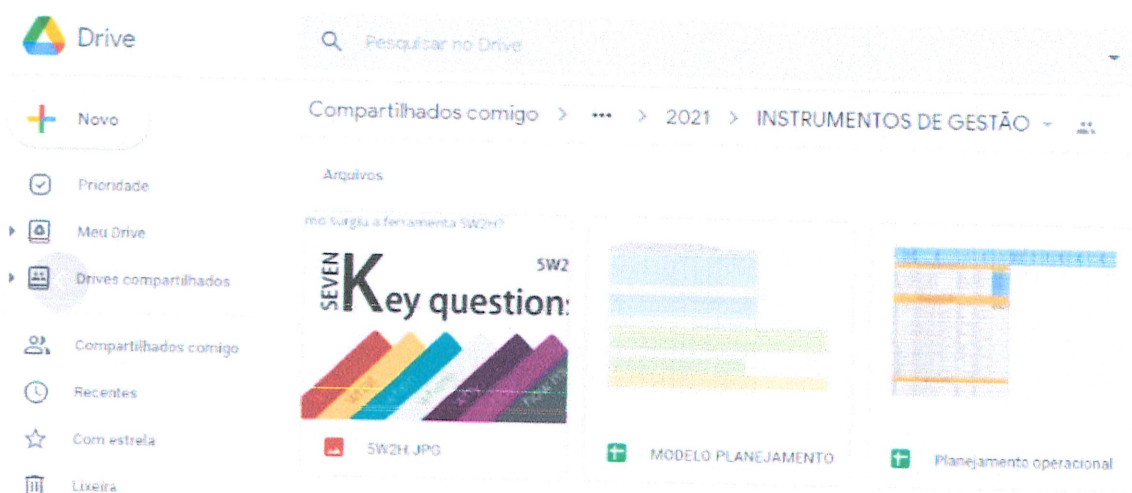 Drive
Pesquisar no Drive
Novo
Compartilhados comigo > ••• > 2021 > INSTRUMENTOS DE GESTÃO
Prioridade
Meu Drive
Drives compartilhados
Compartilhados comigo
Recentes
Com estrela
Lixeira
Arquivos
mo surgiu a ferramenta 5W2H?
SEVEN
5W2
Key question:
5W2H.JPG
MODELO PLANEJAMENTO
Planejamento operacional